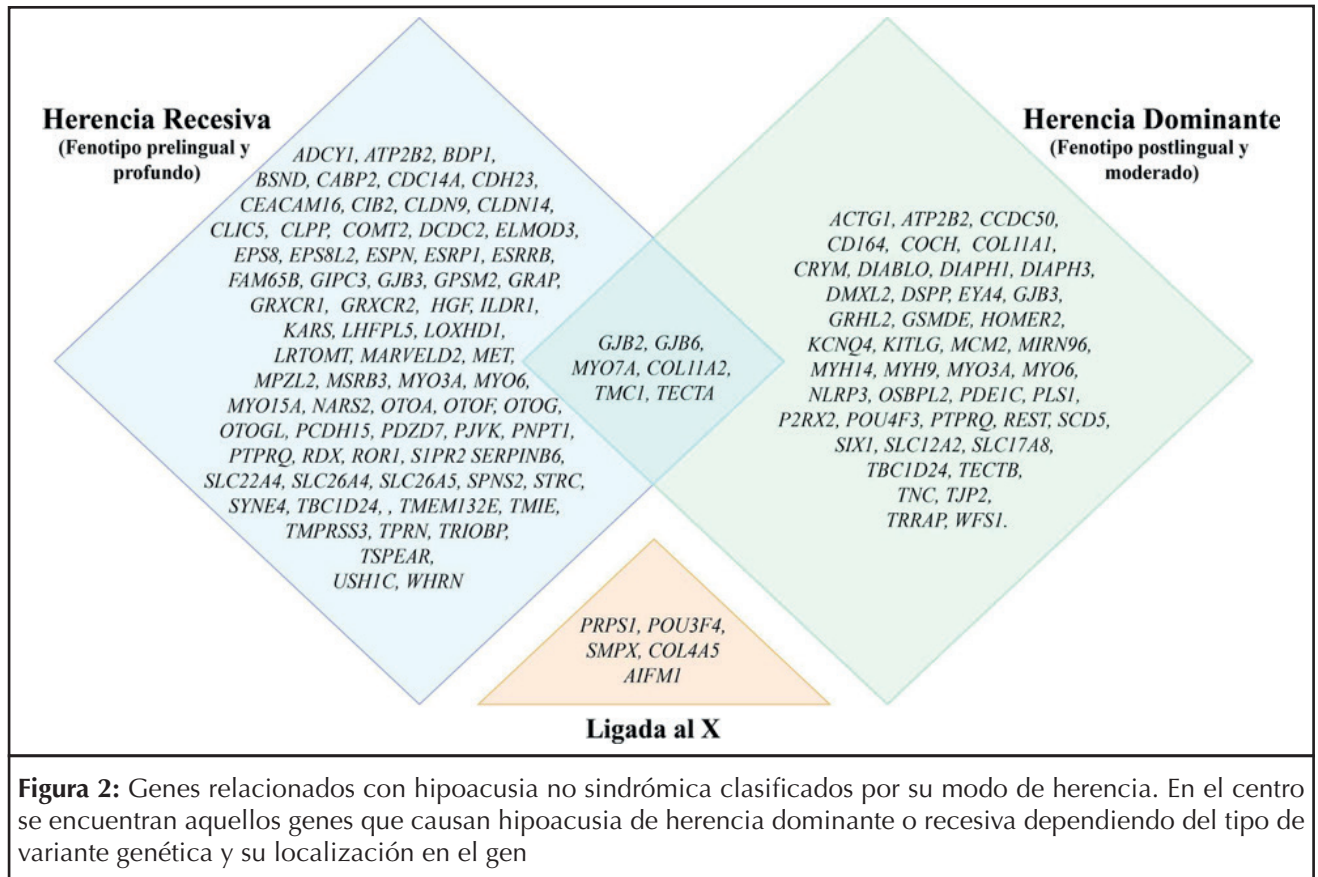 Herencia Recesiva
(Fenotipo prelingual y
profundo)
ADCY1, ATP2B2, BDP1,
BSND, CABP2, CDC14A, CDH23,
CEACAM16, CIB2, CLDN9, CLDN14,
CLIC5, CLPP, COMT2, DCDC2, ELMOD3,
EPS8, EPS8L2, ESPN, ESRP1, ESRRB,
FAM65B, GIPC3, GJB3, GPSM2, GRAP,
GRXCR1, GRXCR2, HGF, ILDR1,
KARS, LHFPL5, LOXHD1,
LRTOMT, MARVELD2, MET,
MPZL2, MSRB3, MYO3A, MYO6,
MYO15A, NARS2, OTOA, OTOF, OTOG,
OTOGL, PCDH15, PDZD7, PJVK, PNPT1,
PTPRQ, RDX, ROR1, S1PR2 SERPINB6,
SLC22A4, SLC26A4, SLC26A5, SPNS2, STRC,
SYNE4, TBC1D24, , TMEM132E, TMIE,
TMPRSS3, TPRN, TRIOBP,
TSPEAR,
USH1C, WHRN
GJB2, GJB6,
MYO7A, COL11A2,
TMC1, TECTA
Herencia Dominante
(Fenotipo postlingual y
moderado)
ACTG1, ATP2B2, CCDC50,
CD164, COCH, COL11A1,
CRYM, DIABLO, DIAPH1, DIAPH3,
DMXL2, DSPP, EYA4, GJB3,
GRHL2, GSMDE, HOMER2,
KCNQ4, KITLG, MCM2, MIRN96,
MYH14, MYH9, MYO3A, MYO6,
NLRP3, OSBPL2, PDE1C, PLS1,
P2RX2, POU4F3, PTPRQ, REST, SCD5,
SIX1, SLC12A2, SLC17A8,
TBC1D24, TECTB,
TNC, TJP2,
TRRAP, WFS1.
PRPS1, POU3F4,
SMPX, COL4A5
AIFM1
Ligada al X
Figura 2: Genes relacionados con hipoacusia no sindrómica clasificados por su modo de herencia. En el centro
se encuentran aquellos genes que causan hipoacusia de herencia dominante o recesiva dependiendo del tipo de
variante genética y su localización en el gen